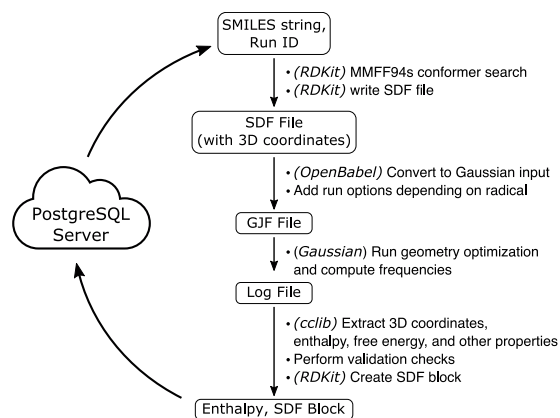 SMILES string,
Run ID
• (RDKit) MMFF94s conformer search
• (RDKit) write SDF file
SDF File
(with 3D coordinates)
• (OpenBabel) Convert to Gaussian input
• Add run options depending on radical
PostgreSQL
Server
GJF File
• (Gaussian) Run geometry optimization
and compute frequencies
Log File
• (cclib) Extract 3D coordinates,
enthalpy, free energy, and other properties
• Perform validation checks
• (RDKit) Create SDF block
Enthalpy, SDF Block